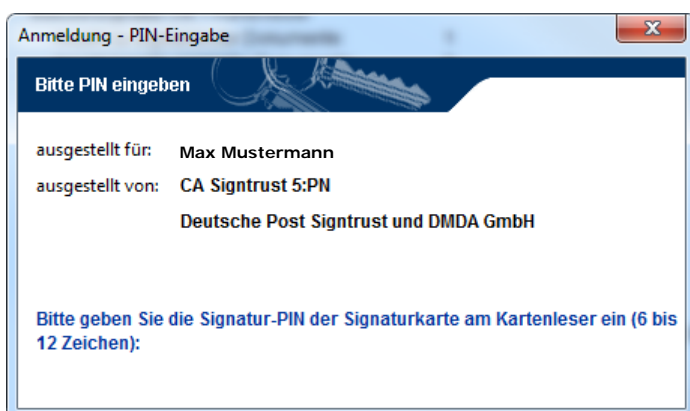 Anmeldung - PIN-Eingabe
Bitte PIN eingeben
ausgestellt für: Max Mustermann
ausgestellt von: CA Signtrust 5:PN
Deutsche Post Signtrust und DMDA GmbH
Bitte geben Sie die Signatur-PIN der Signaturkarte am Kartenleser ein (6 bis
12 Zeichen):